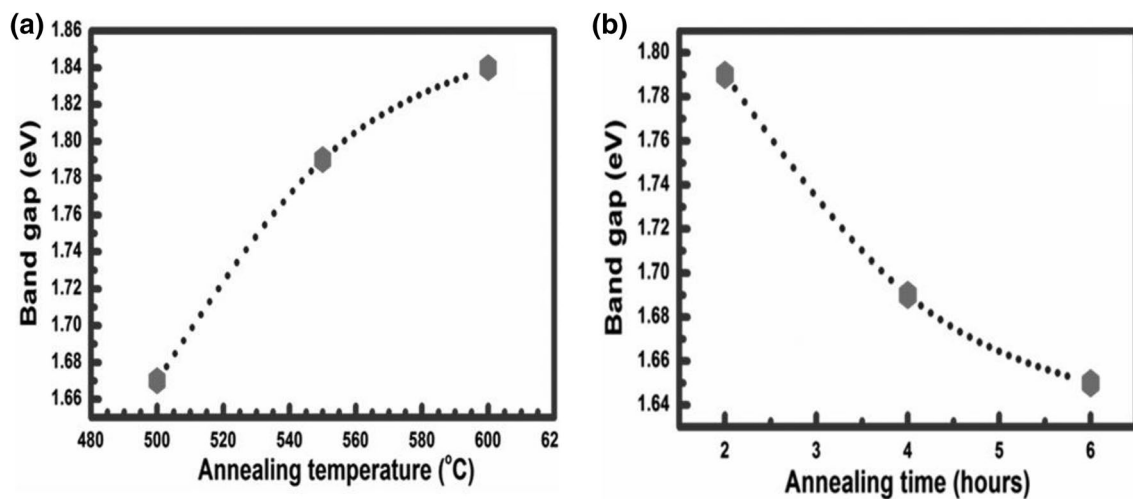 (a)
Band gap (eV)
1.86
1.84
1.82
1.80
1.78
1.76
1.74
1.72
1.70
1.68
1.66
480 500 520 540 560 580 600 62
Annealing temperature (°C)
(b)
Band gap (eV)
1.80
1.78
1.76
1.74
1.72
1.70
1.68
1.66
1.64
2 3 4 5 6
Annealing time (hours)